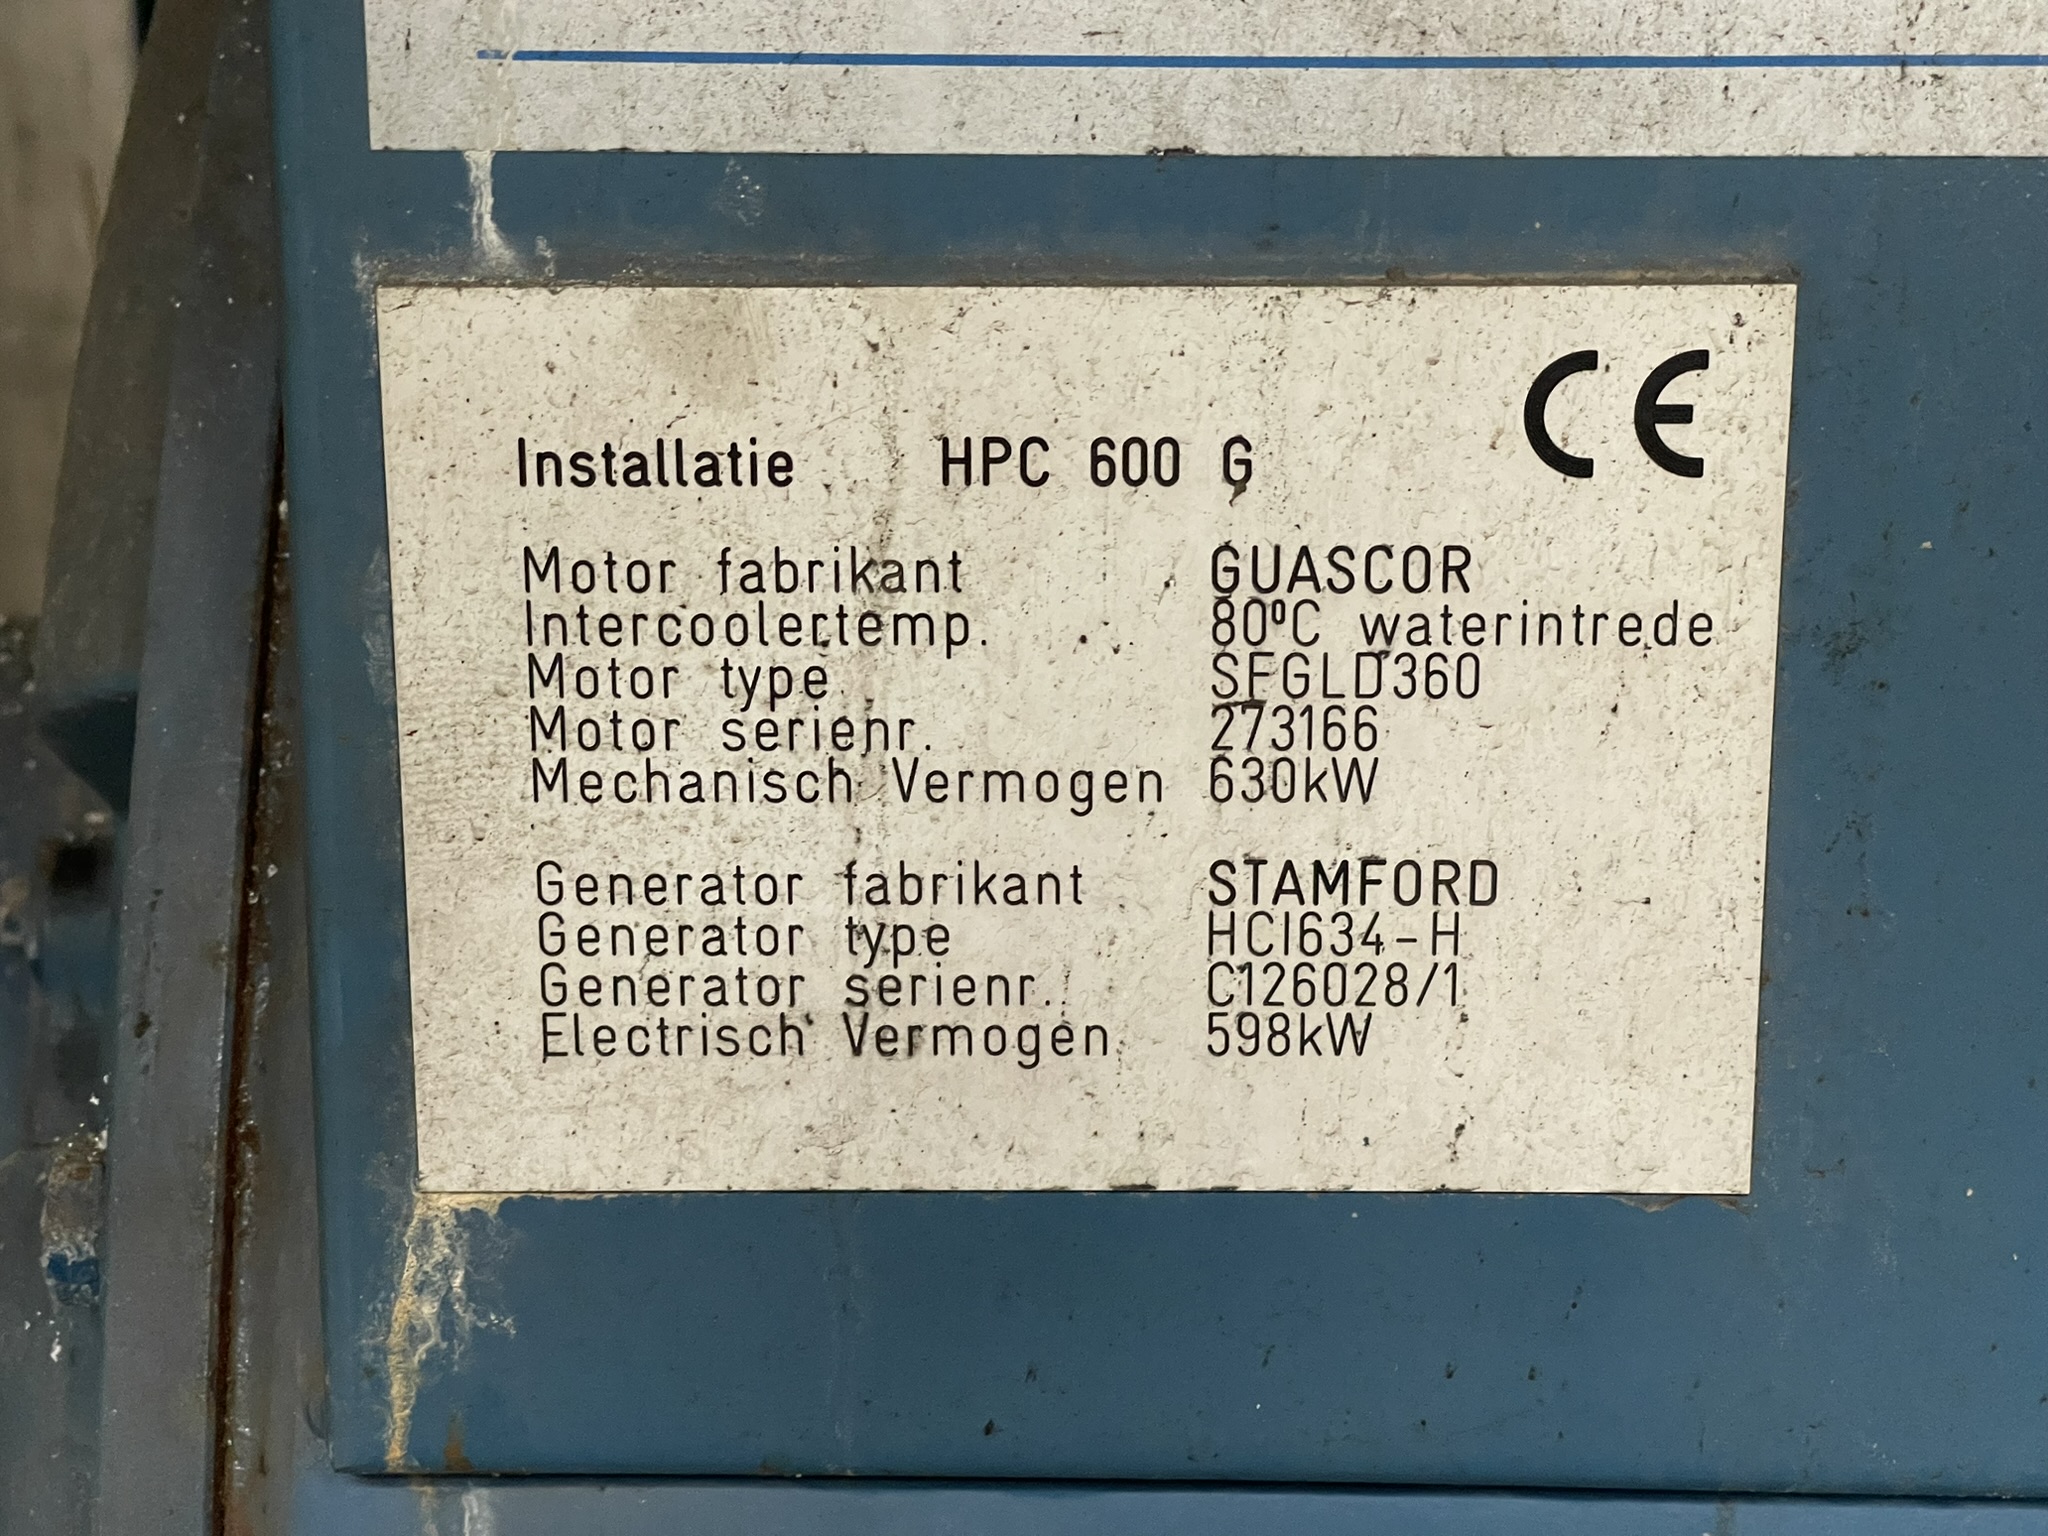 CE
Installatie HPC 600 G
Motor fabrikant GUASCOR
Intercoolertemp. 80°C waterintrede
Motor type SFGLD360
Motor serienr. 273166
Mechanisch Vermogen 630kW
Generator fabrikant STAMFORD
Generator type HCI634-H
Generator serienr. C126028/1
Electrisch Vermogen 598kW